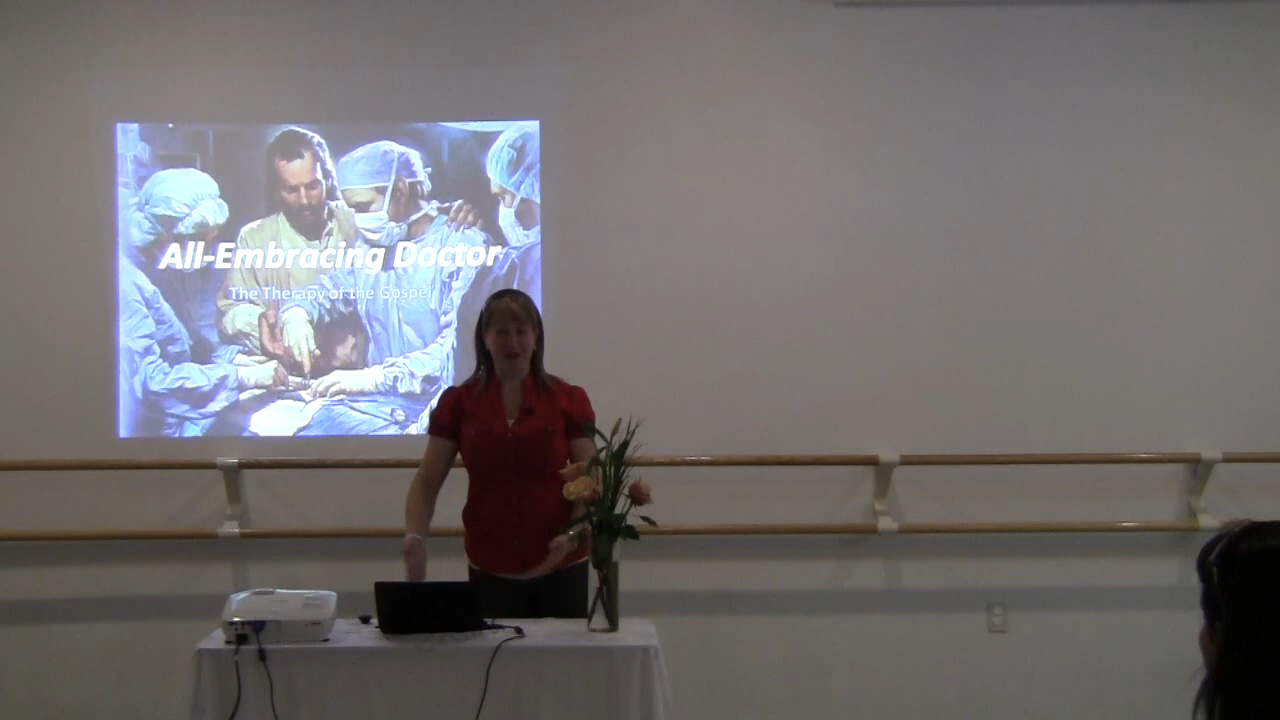 All-Embracing Doctor
The Therapy of the Gospel